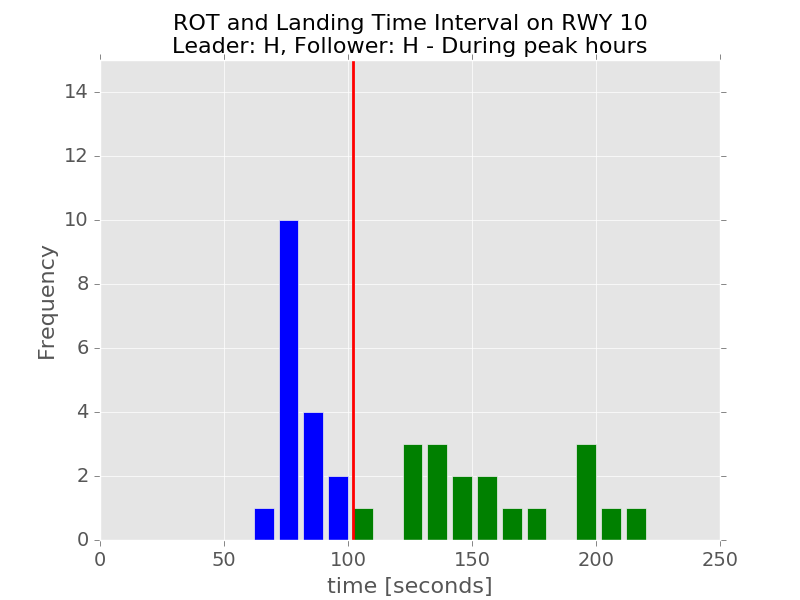 ROT and Landing Time Interval on RWY 10
Leader: H, Follower: H - During peak hours
14
12
10
8
6
4
2
0
Frequency
0 50 100 150 200 250
time [seconds]